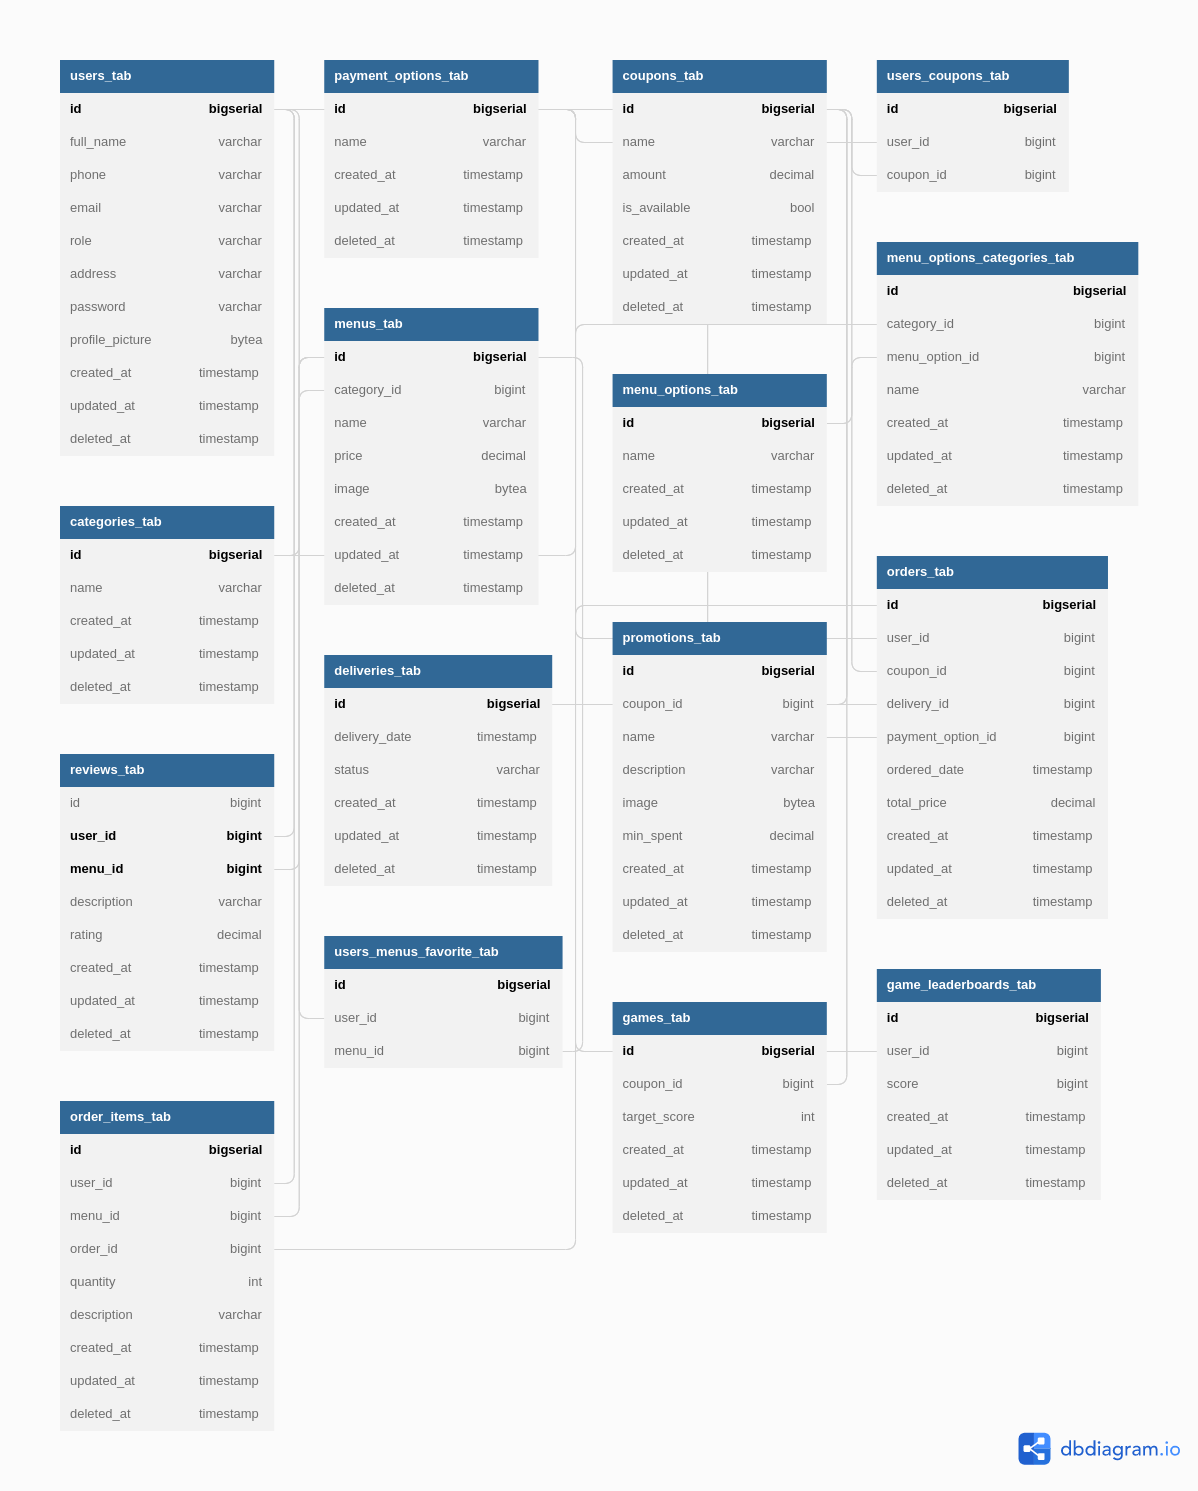 users_tab
id bigserial
full_name varchar
phone varchar
email varchar
role varchar
address varchar
password varchar
profile_picture bytea
created_at timestamp
updated_at timestamp
deleted_at timestamp
categories_tab
id bigserial
name varchar
created_at timestamp
updated_at timestamp
deleted_at timestamp
reviews_tab
id bigint
user_id bigint
menu_id bigint
description varchar
rating decimal
created_at timestamp
updated_at timestamp
deleted_at timestamp
order_items_tab
id bigserial
user_id bigint
menu_id bigint
order_id bigint
quantity int
description varchar
created_at timestamp
updated_at timestamp
deleted_at timestamp
payment_options_tab
id bigserial
name varchar
created_at timestamp
updated_at timestamp
deleted_at timestamp
menus_tab
id bigserial
category_id bigint
name varchar
price decimal
image bytea
created_at timestamp
updated_at timestamp
deleted_at timestamp
deliveries_tab
id bigserial
delivery_date timestamp
status varchar
created_at timestamp
updated_at timestamp
deleted_at timestamp
users_menus_favorite_tab
id bigserial
user_id bigint
menu_id bigint
coupons_tab
id bigserial
name varchar
amount decimal
is_available bool
created_at timestamp
updated_at timestamp
deleted_at timestamp
menu_options_tab
id bigserial
name varchar
created_at timestamp
updated_at timestamp
deleted_at timestamp
promotions_tab
id bigserial
coupon_id bigint
name varchar
description varchar
image bytea
min_spent decimal
created_at timestamp
updated_at timestamp
deleted_at timestamp
games_tab
id bigserial
coupon_id bigint
target_score int
created_at timestamp
updated_at timestamp
deleted_at timestamp
users_coupons_tab
id bigserial
user_id bigint
coupon_id bigint
menu_options_categories_tab
id bigserial
category_id bigint
menu_option_id bigint
name varchar
created_at timestamp
updated_at timestamp
deleted_at timestamp
orders_tab
id bigserial
user_id bigint
coupon_id bigint
delivery_id bigint
payment_option_id bigint
ordered_date timestamp
total_price decimal
created_at timestamp
updated_at timestamp
deleted_at timestamp
game_leaderboards_tab
id bigserial
user_id bigint
score bigint
created_at timestamp
updated_at timestamp
deleted_at timestamp
dbdiagram.io